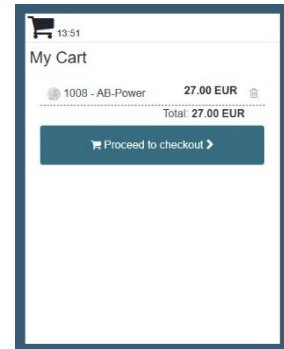 13:51
My Cart
1008 - AB-Power 27.00 EUR
Total: 27.00 EUR
Proceed to checkout